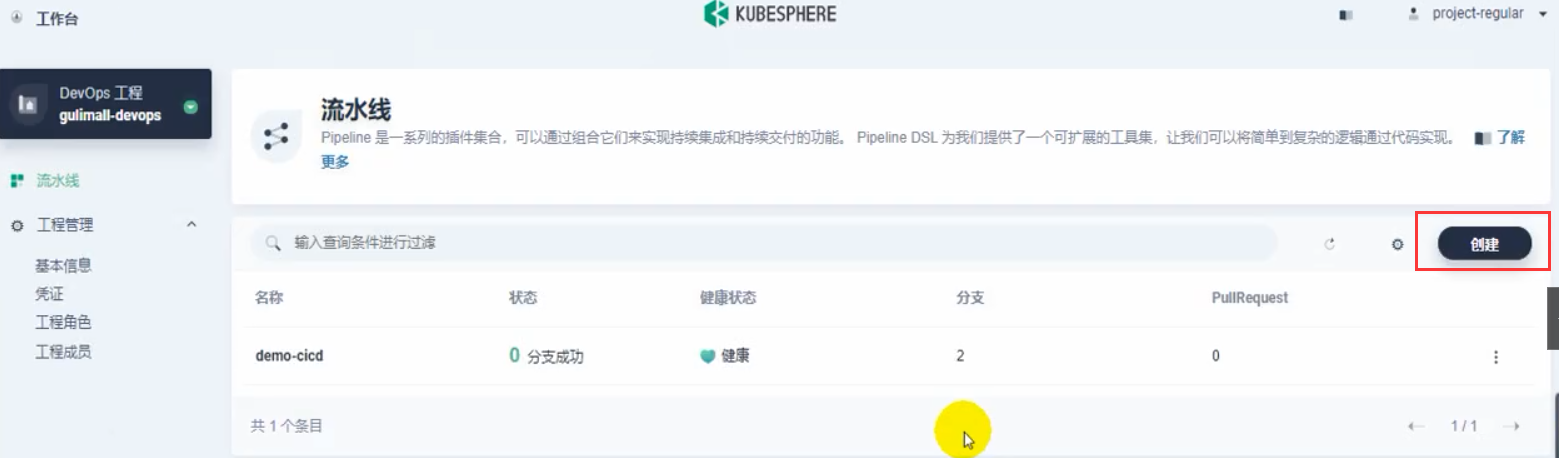 工作台
KUBESPHERE
project-regular
DevOps 工程
gulimall-devops
流水线
工程管理
基本信息
凭证
工程角色
工程成员
流水线
Pipeline 是一系列的插件集合，可以通过组合它们来实现持续集成和持续交付的功能。 Pipeline DSL 为我们提供了一个可扩展的工具集，让我们可以将简单到复杂的逻辑通过代码实现。 了解
更多
输入查询条件进行过滤
创建
名称 状态 健康状态 分支 PullRequest
demo-cicd 0 分支成功 健康 2 0
共 1 个条目
1 / 1